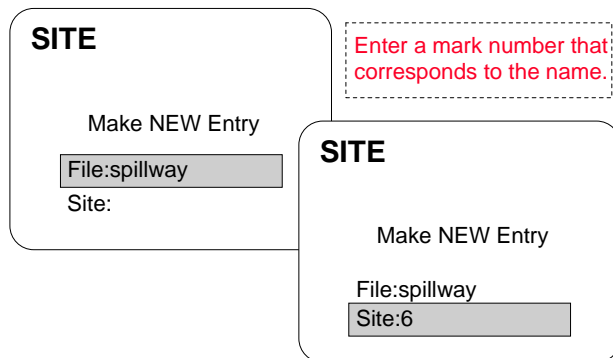 SITE
Make NEW Entry
File:spillway
Site:
Enter a mark number that
corresponds to the name.
SITE
Make NEW Entry
File:spillway
Site:6